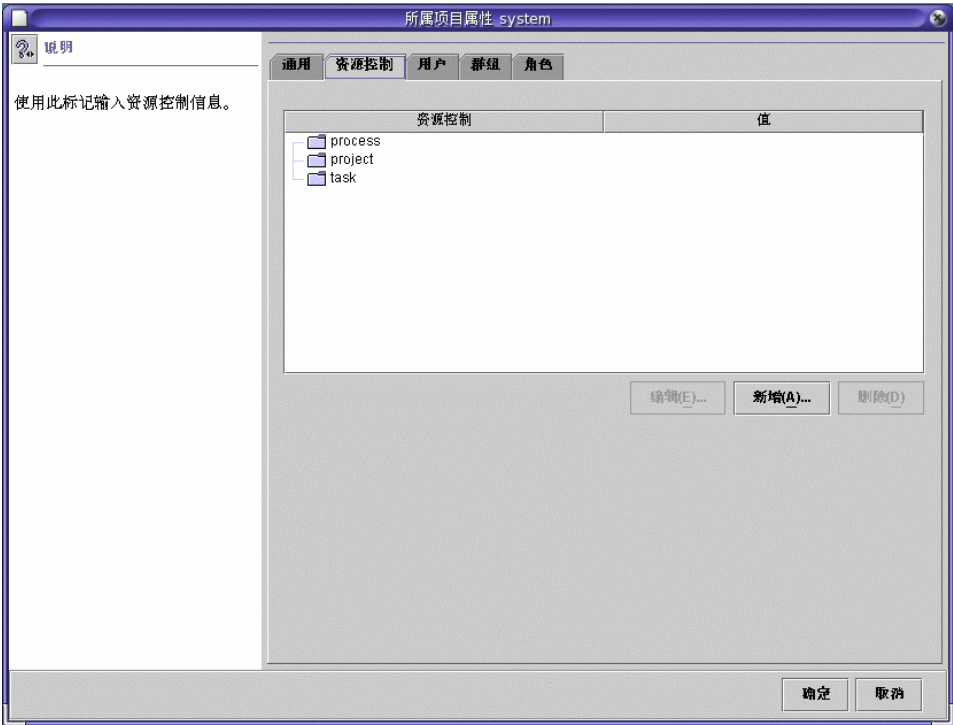 所属项目属性 system
说明
使用此标记输入资源控制信息。
通用 资源控制 用户 群组 角色
资源控制 值
process
project
task
编辑(E)... 新增(A)... 删除(D)
确定 取消